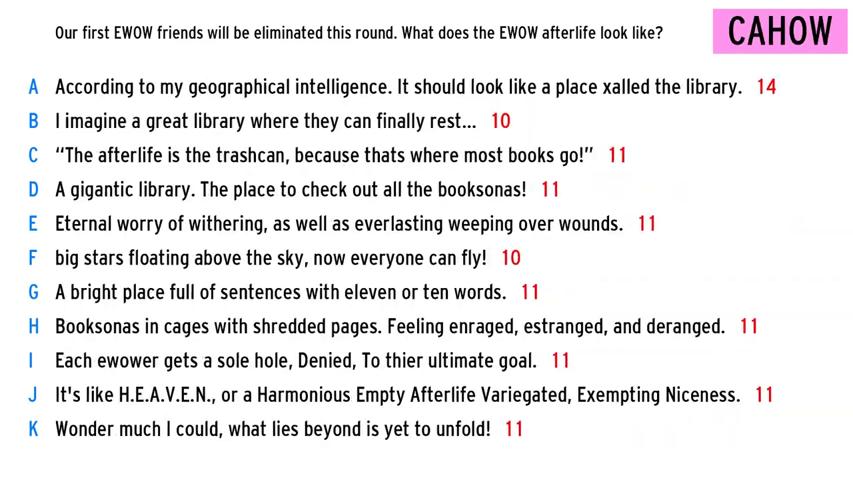 Our first EWOW friends will be eliminated this round. What does the EWOW afterlife look like?
CAHOW
A According to my geographical intelligence. It should look like a place xalled the library. 14
B I imagine a great library where they can finally rest... 10
C “The afterlife is the trashcan, because thats where most books go!” 11
D A gigantic library. The place to check out all the booksonas! 11
E Eternal worry of withering, as well as everlasting weeping over wounds. 11
F big stars floating above the sky, now everyone can fly! 10
G A bright place full of sentences with eleven or ten words. 11
H Booksonas in cages with shredded pages. Feeling enraged, estranged, and deranged. 11
I Each ewower gets a sole hole, Denied, To thier ultimate goal. 11
J It's like H.E.A.V.E.N., or a Harmonious Empty Afterlife Variegated, Exempting Niceness. 11
K Wonder much I could, what lies beyond is yet to unfold! 11